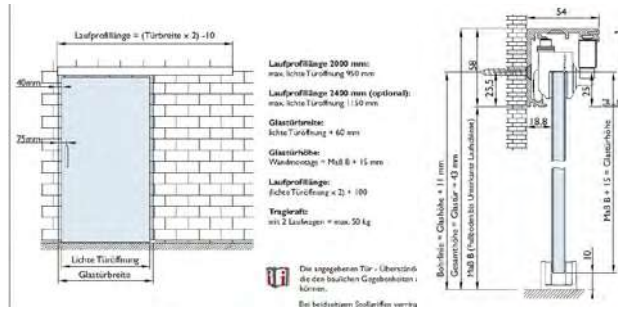 Laufprofillänge = (Türbreite x 2) -10
40mm
75mm
Lichte Türöffnung
Glastürbreite
Laufprofillänge 2000 mm:
max. lichte Türöffnung 950 mm
Laufprofillänge 2400 mm (optional):
max. lichte Türöffnung 1150 mm
Glastürbreite:
lichte Türöffnung + 60 mm
Glastürhöhe:
Wandmontage = Maß B + 15 mm
Laufprofillänge:
(lichte Türöffnung x 2) + 100
Tragkraft:
mit 2 Laufwagen = max. 50 kg
Die angegebenen Tür - Überständ
die den baulichen Gegebenheiten
können.
Bei beidseitigen Stoßgriffen
54
58
25,5
25
18,8
10
Bohrlinie = Glashöhe + 11 mm
Gesamthöhe = Glastür + 43 mm
Maß B (Fußboden bis Unterkante Laufschiene)
Maß B + 15 = Glastürhöhe